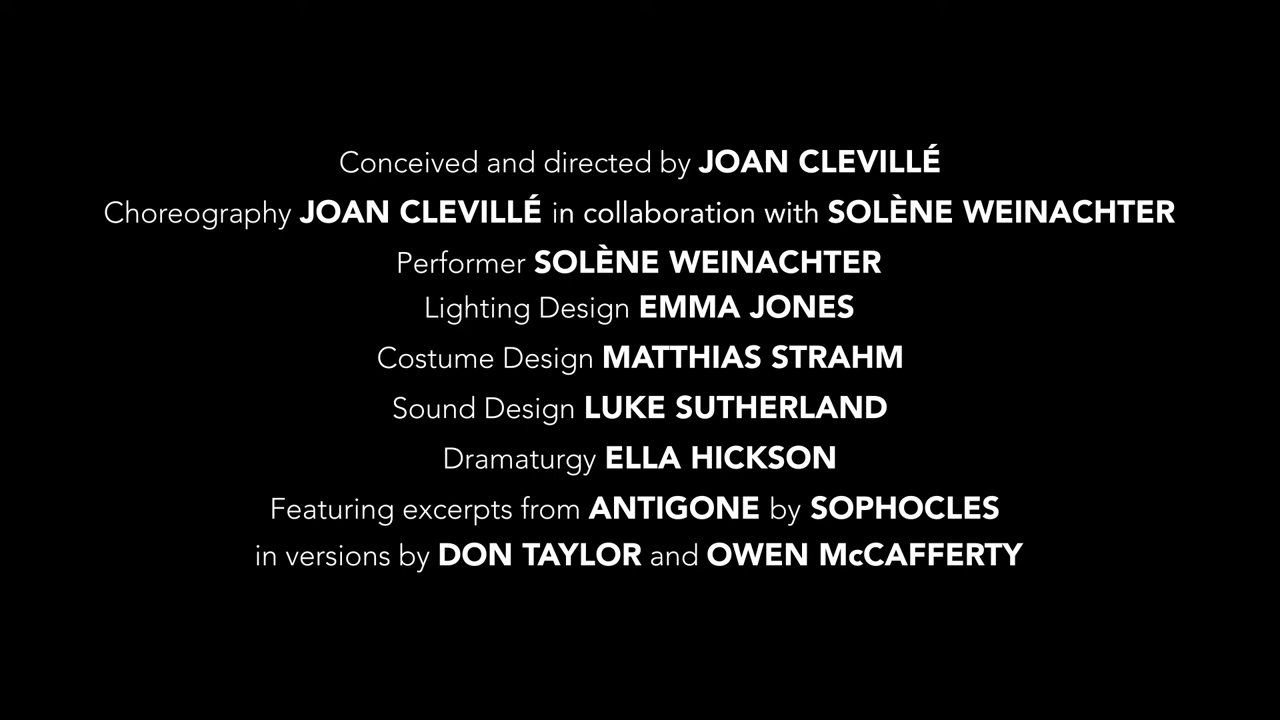 Conceived and directed by JOAN CLEVILLÉ
Choreography JOAN CLEVILLÉ in collaboration with SOLÈNE WEINACHTER
Performer SOLÈNE WEINACHTER
Lighting Design EMMA JONES
Costume Design MATTHIAS STRAHM
Sound Design LUKE SUTHERLAND
Dramaturgy ELLA HICKSON
Featuring excerpts from ANTIGONE by SOPHOCLES
in versions by DON TAYLOR and OWEN McCAFFERTY